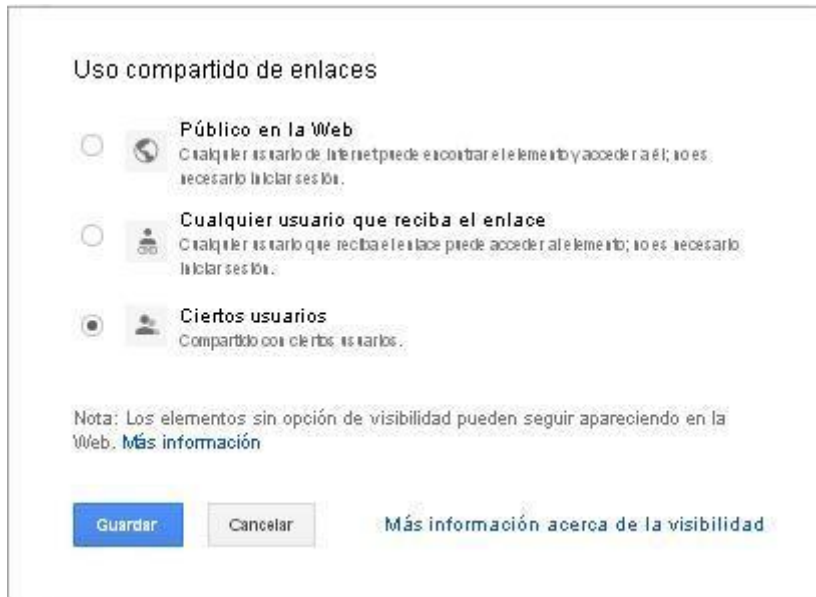 Uso compartido de enlaces
Público en la Web
Cualquier usuario de Internet puede encontrar el elemento y acceder a él; no es
necesario iniciar sesión.
Cualquier usuario que reciba el enlace
Cualquier usuario que reciba el enlace puede acceder al elemento; no es necesario
iniciar sesión.
Ciertos usuarios
Compartido con ciertos usuarios.
Nota: Los elementos sin opción de visibilidad pueden seguir apareciendo en la
Web. Más información
Guardar Cancelar Más información acerca de la visibilidad